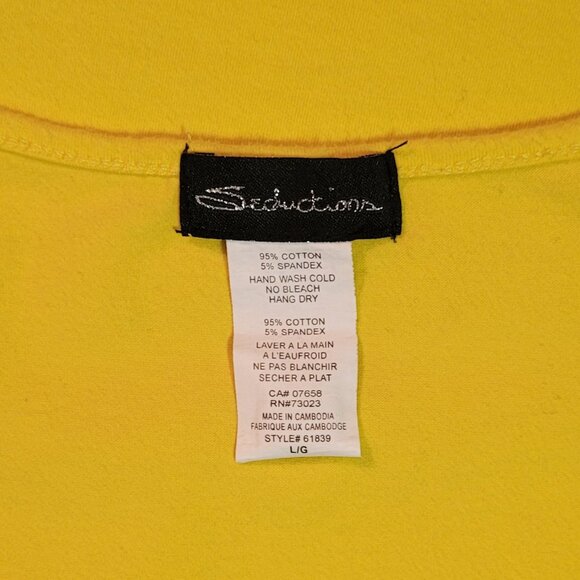 Seductions
95% COTTON
5% SPANDEX
HAND WASH COLD
NO BLEACH
HANG DRY
95% COTTON
5% SPANDEX
LAVER A LA MAIN
A L'EAUFROID
NE PAS BLANCHIR
SECHER A PLAT
CA# 07658
RN#73023
MADE IN CAMBODIA
FABRIQUE AUX CAMBODGE
STYLE# 61839
L/G